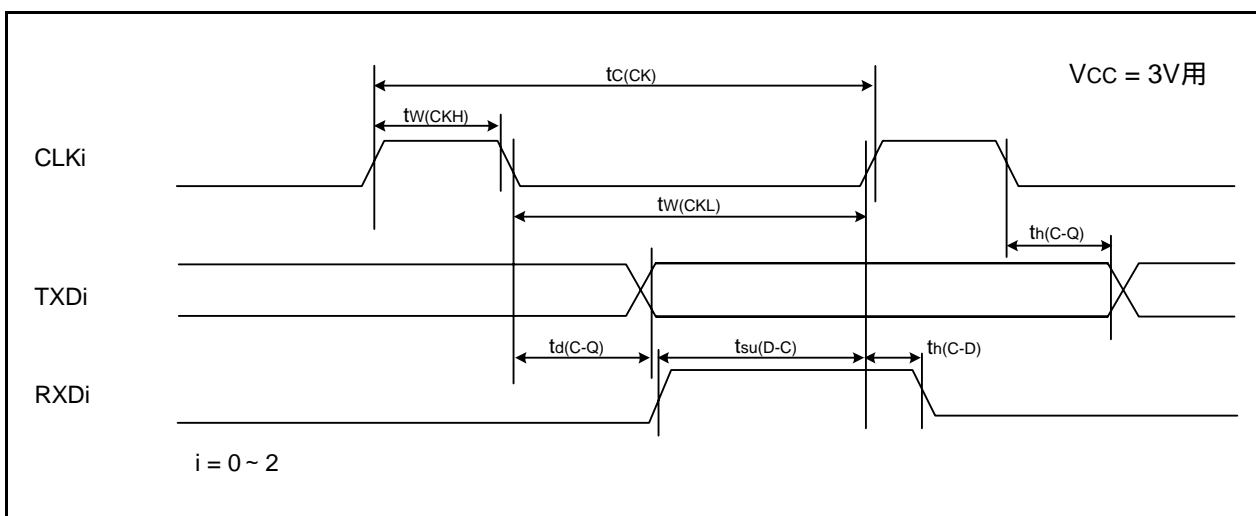 tC(CK)
VCC = 3V用
tW(CKH)
CLKi
tW(CKL)
th(C-Q)
TXDi
td(C-Q)
tsu(D-C)
th(C-D)
RXDi
i = 0 ~ 2